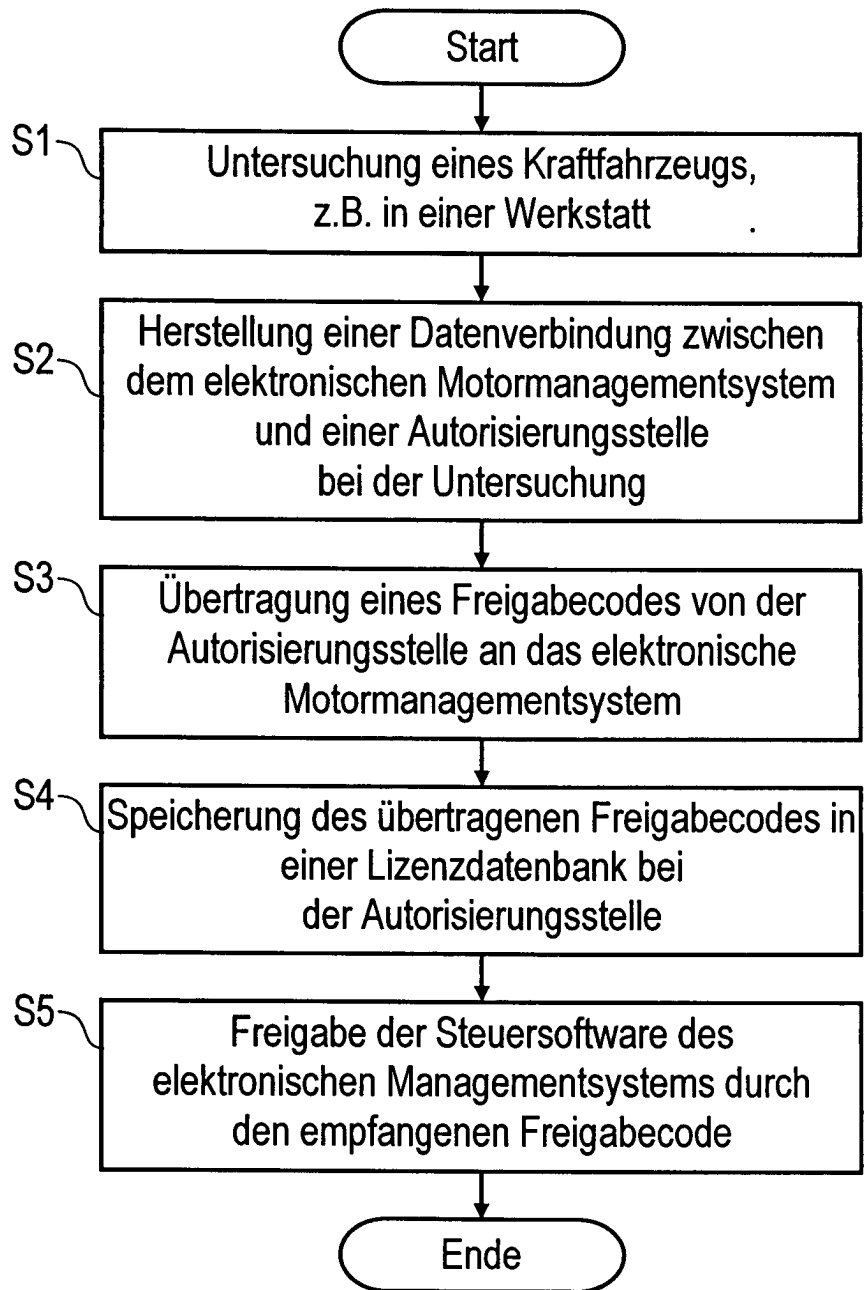 Start
S1
Untersuchung eines Kraftfahrzeugs,
z.B. in einer Werkstatt
S2
Herstellung einer Datenverbindung zwischen
dem elektronischen Motormanagementsystem
und einer Autorisierungsstelle
bei der Untersuchung
S3
Übertragung eines Freigabecodes von der
Autorisierungsstelle an das elektronische
Motormanagementsystem
S4
Speicherung des übertragenen Freigabecodes in
einer Lizenzdatenbank bei
der Autorisierungsstelle
S5
Freigabe der Steuersoftware des
elektronischen Managementsystems durch
den empfangenen Freigabecode
Ende